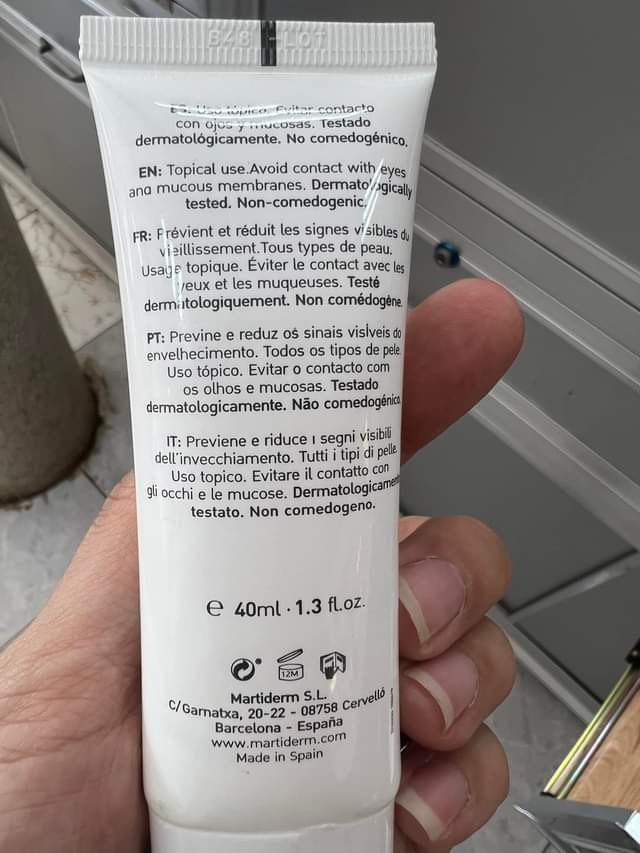 LOT
ES: Uso tópico. Evitar contacto
con ojos y mucosas. Testado
dermatológicamente. No comedogénico.
EN: Topical use.Avoid contact with eyes
and mucous membranes. Dermatologically
tested. Non-comedogenic.
FR: Prévient et réduit les signes visibles du
vieillissement.Tous types de peau.
Usage topique. Éviter le contact avec les
yeux et les muqueuses. Testé
dermatologiquement. Non comédogène.
PT: Previne e reduz os sinais visíveis do
envelhecimento. Todos os tipos de pele.
Uso tópico. Evitar o contacto com
os olhos e mucosas. Testado
dermatologicamente. Não comedogénico.
IT: Previene e riduce i segni visibili
dell'invecchiamento. Tutti i tipi di pelle.
Uso topico. Evitare il contatto con
gli occhi e le mucose. Dermatologicament
testato. Non comedogeno.
e 40ml · 1.3 fl.oz.
12M
Martiderm S.L.
C/Gamatxa, 20-22 - 08758 Cervelló
Barcelona - España
www.martiderm.com
Made in Spain